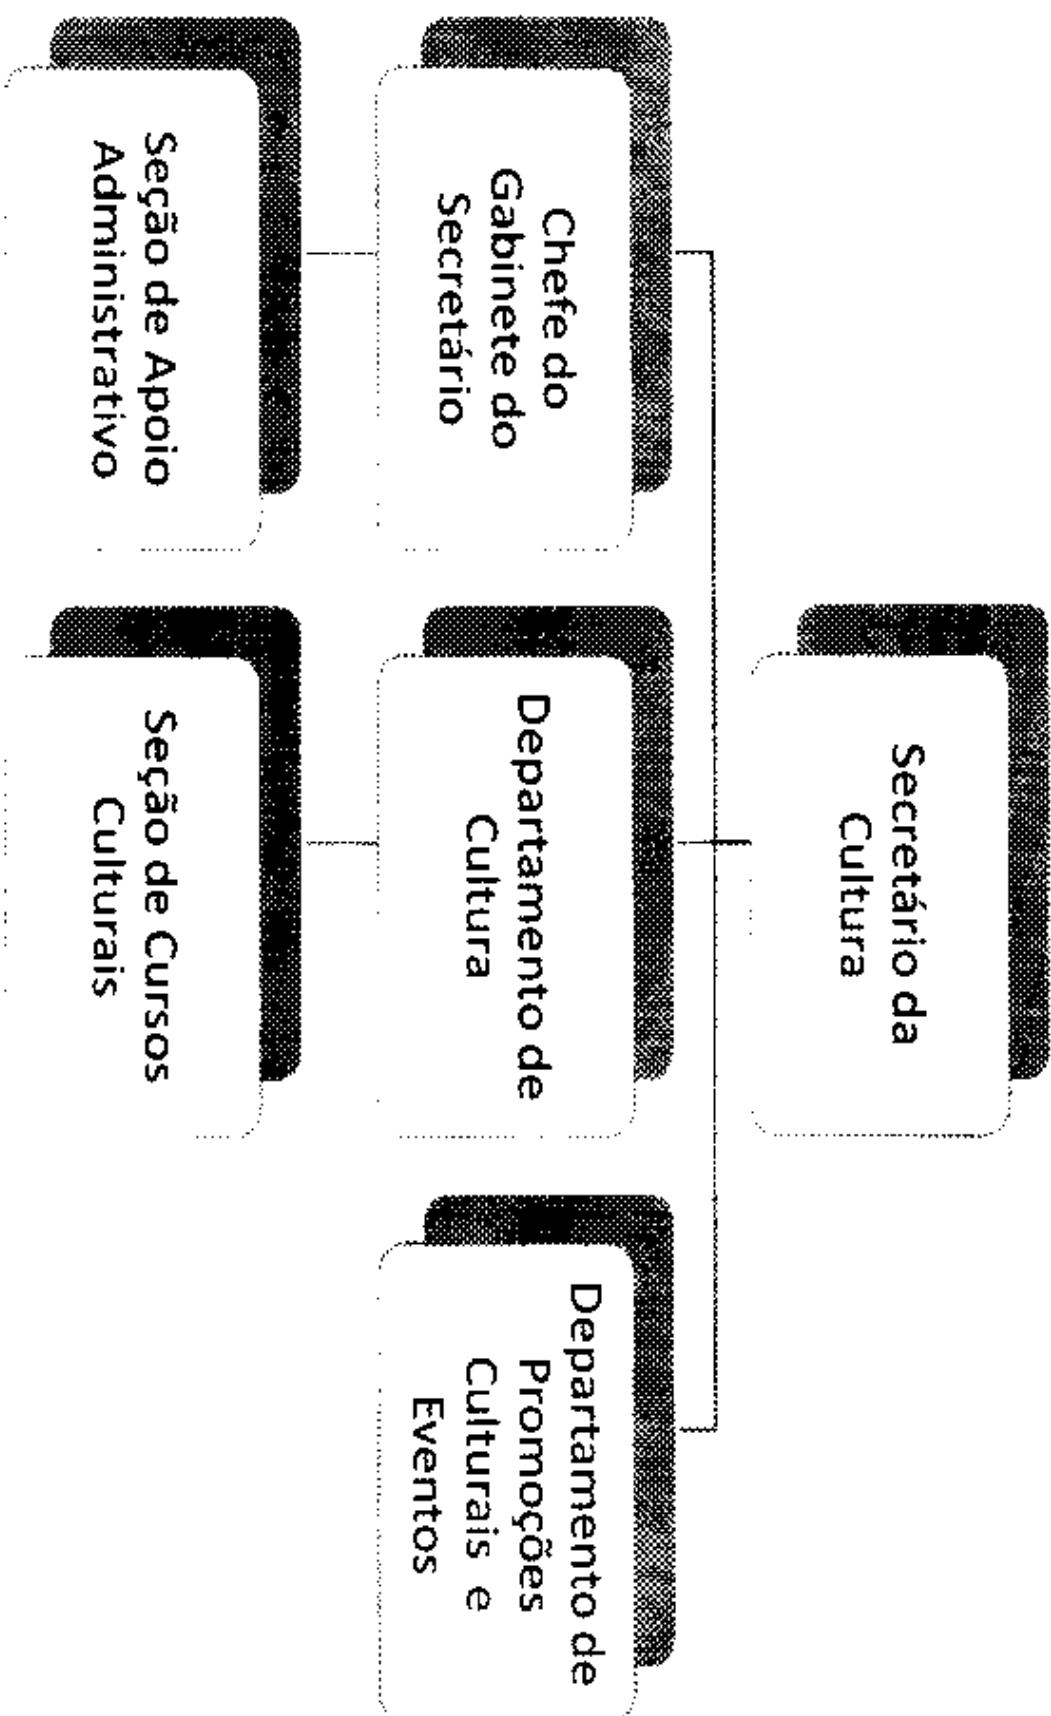 Secretário da
Cultura
Chefe do
Gabinete do
Secretário
Departamento de
Cultura
Departamento de
Promoções
Culturais e
Eventos
Seção de Apoio
Administrativo
Seção de Cursos
Culturais